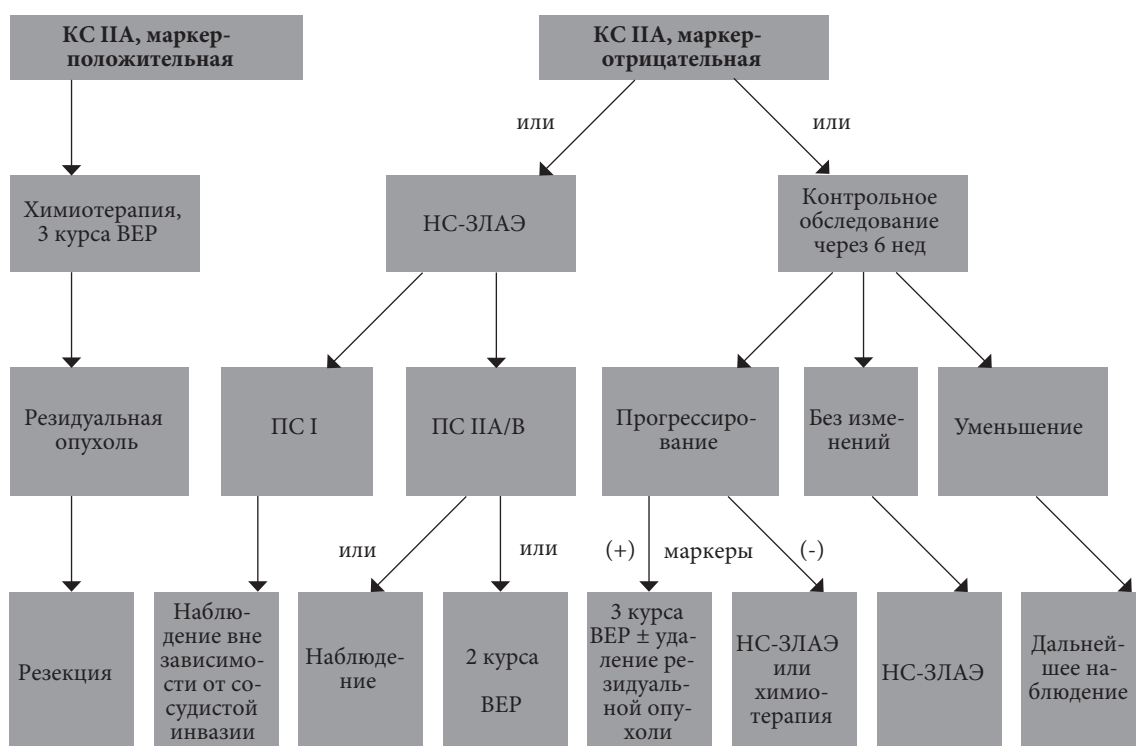 КС IIA, маркер-
положительная
КС IIA, маркер-
отрицательная
или
или
Химиотерапия,
3 курса BEP
НС-ЗЛАЭ
Контрольное
обследование
через 6 нед
Резидуальная
опухоль
ПС I
ПС IIA/B
Прогрессиро-
вание
Без изме-
нений
Уменьшение
или
или
(+)
маркеры
(-)
Резекция
Наблю-
дение вне
зависимо-
сти от со-
судистой
инвазии
Наблюде-
ние
2 курса
BEP
3 курса
BEP ± уда-
ление ре-
зидуаль-
ной опу-
холи
НС-ЗЛАЭ
или
химио-
терапия
НС-ЗЛАЭ
Дальней-
шее на-
блюдение